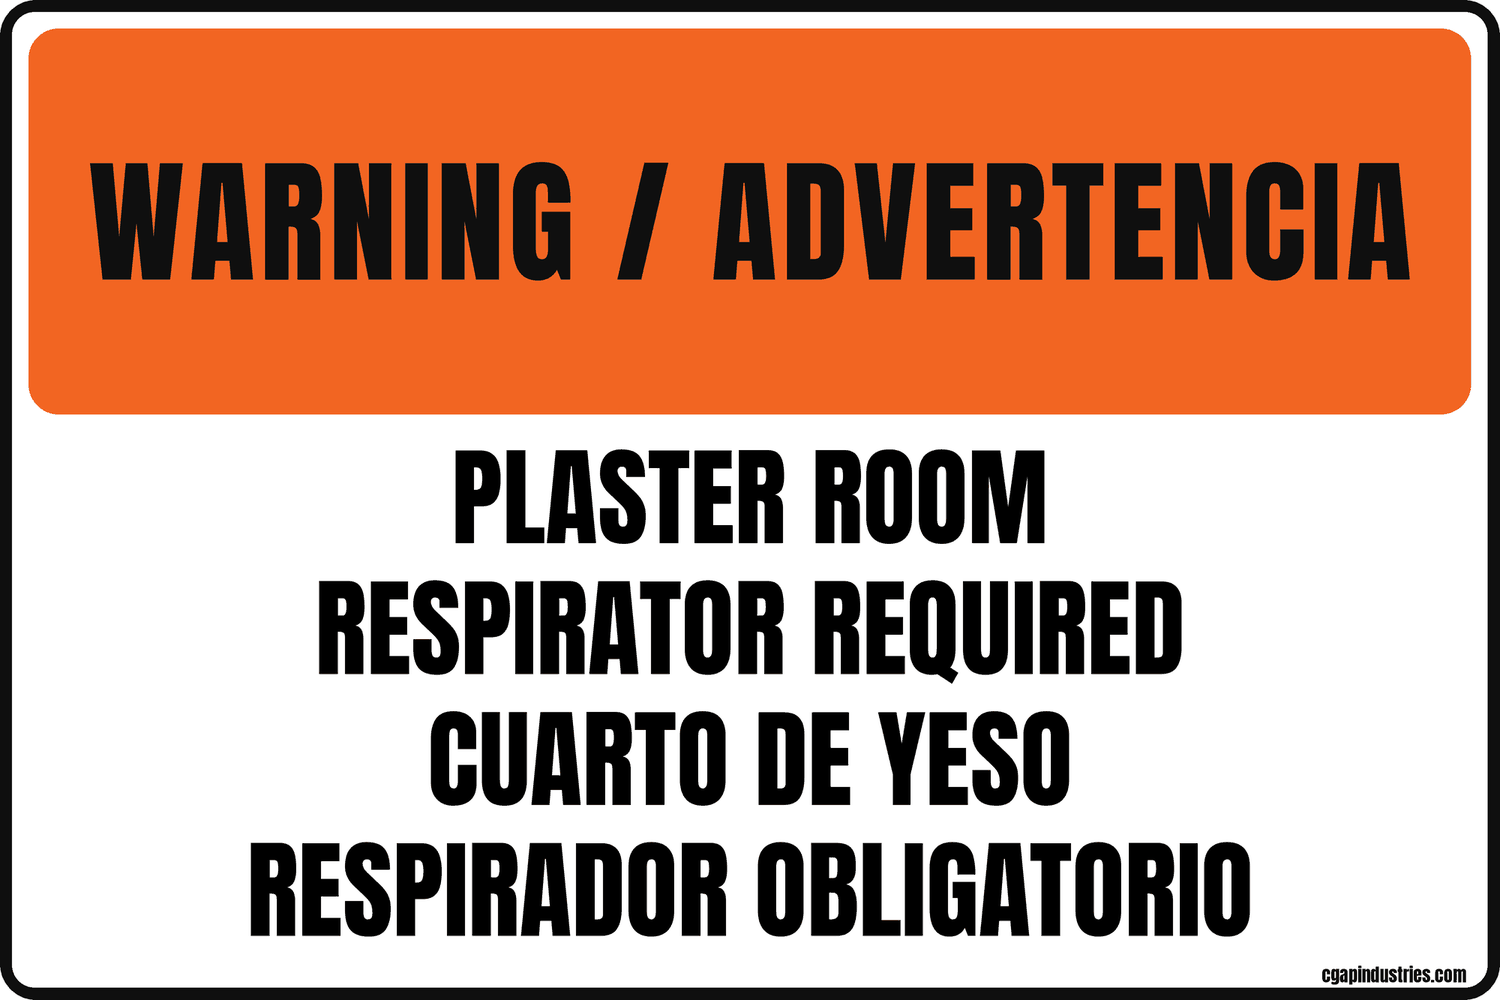 WARNING / ADVERTENCIA
PLASTER ROOM
RESPIRATOR REQUIRED
CUARTO DE YESO
RESPIRADOR OBLIGATORIO
cgapindustries.com